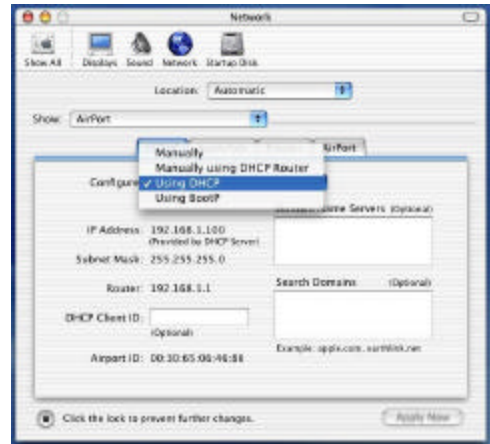 Network
Show All Displays Sound Network Startup Disk
Location: Automatic
Show: AirPort
AirPort
Manually
Manually using DHCP Router
Configure ✓ Using DHCP
Using BootP
Name Servers (Optional)
IP Address: 192.168.1.100
(Provided by DHCP Server)
Subnet Mask: 255.255.255.0
Router: 192.168.1.1
Search Domains (Optional)
DHCP Client ID:
(Optional)
Example: apple.com, earthlink.net
Airport ID: 00:30:65:06:46:88
Click the lock to prevent further changes.
Apply Now